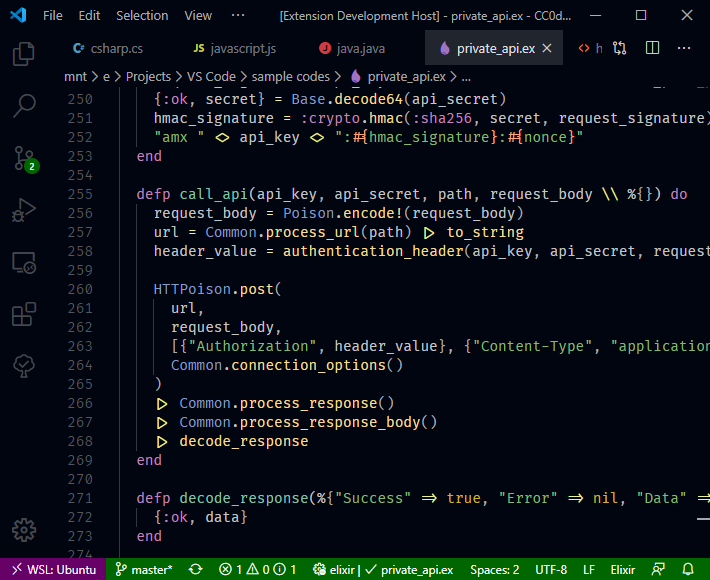 File Edit Selection View ··· [Extension Development Host] - private_api.ex - CC0d...
C# csharp.cs JS javascript.js J java.java private_api.ex × <> h ···
mnt > e > Projects > VS Code > sample codes > private_api.ex > ...
250 {:ok, secret} = Base.decode64(api_secret)
251 hmac_signature = :crypto.hmac(:sha256, secret, request_signature)
252 "amx " <> api_key <> ":#{hmac_signature}:#{nonce}"
253 end
254
255 defp call_api(api_key, api_secret, path, request_body \\ %{}) do
256 request_body = Poison.encode!(request_body)
257 url = Common.process_url(path) |> to_string
258 header_value = authentication_header(api_key, api_secret, request
259
260 HTTPoison.post(
261 url,
262 request_body,
263 [{"Authorization", header_value}, {"Content-Type", "application
264 Common.connection_options()
265 )
266 |> Common.process_response()
267 |> Common.process_response_body()
268 |> decode_response
269 end
270
271 defp decode_response(%{"Success" => true, "Error" => nil, "Data" =>
272 {:ok, data}
273 end
274
2
WSL: Ubuntu master* 1 0 1 elixir | ✓ private_api.ex Spaces: 2 UTF-8 LF Elixir